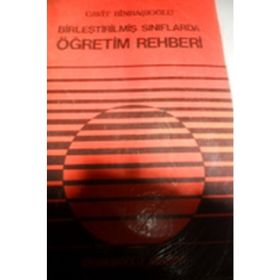 CAVİT BİNBAŞIOĞLU
BİRLEŞTİRİLMİŞ SINIFLARDA
ÖĞRETİM REHBERİ